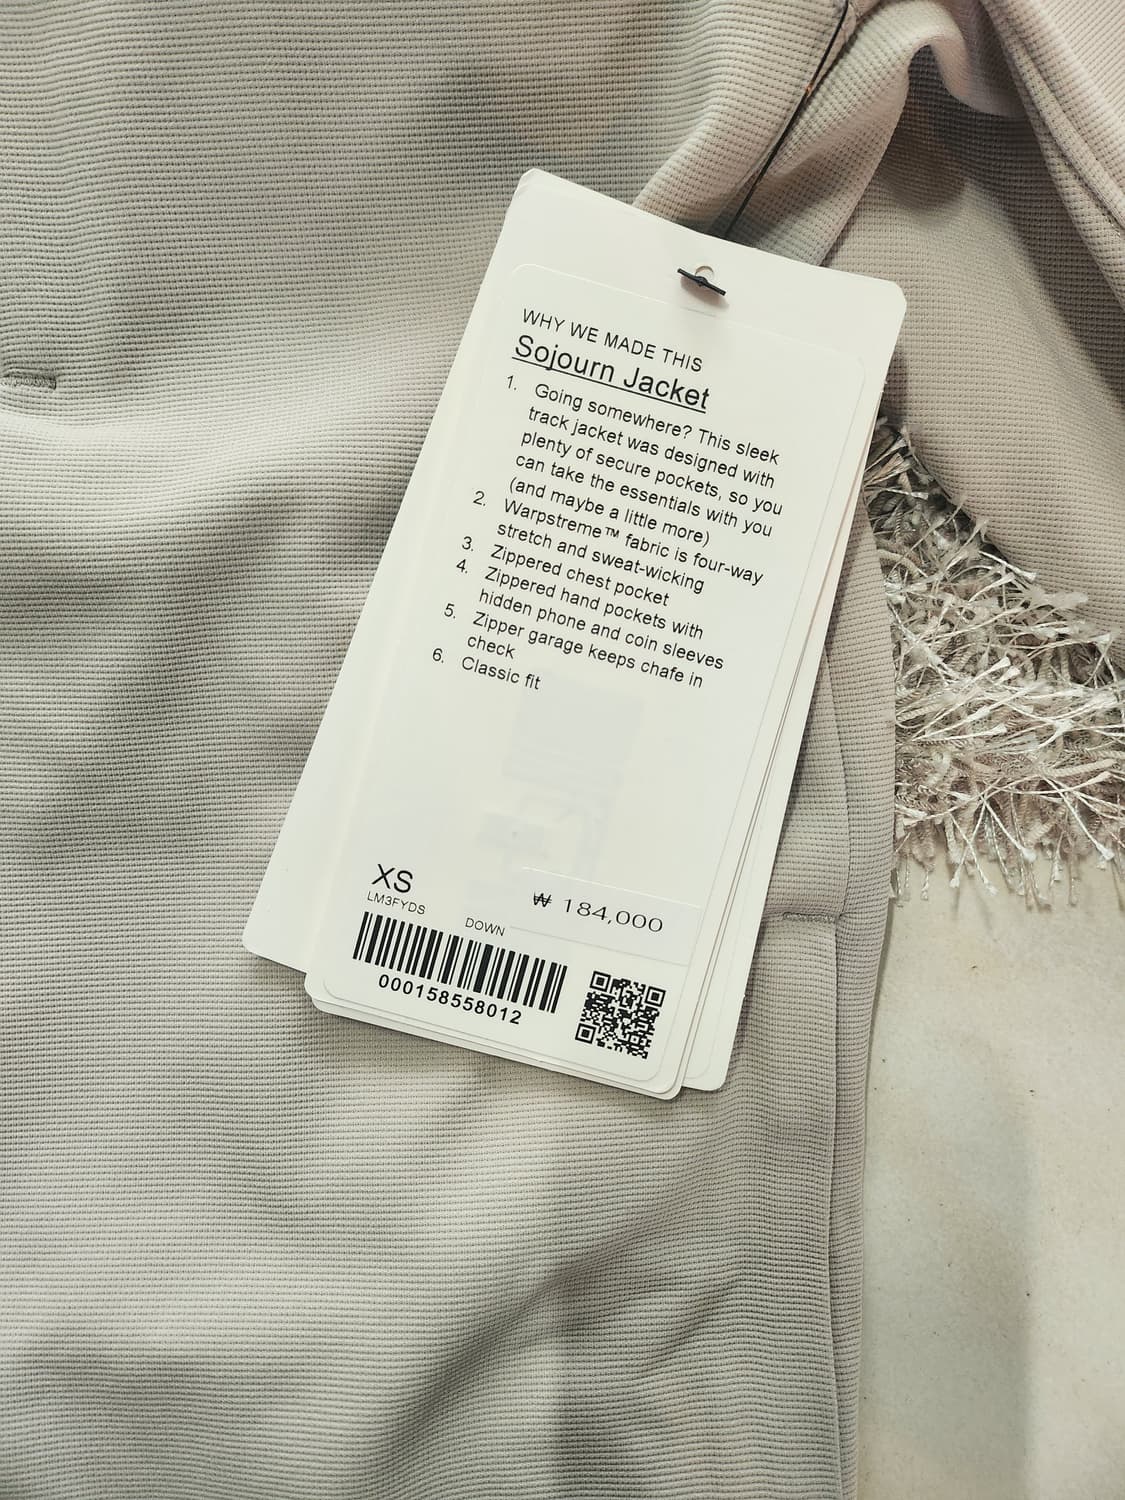 WHY WE MADE THIS
Sojourn Jacket
1. Going somewhere? This sleek
track jacket was designed with
plenty of secure pockets, so you
can take the essentials with you
(and maybe a little more)
2. Warpstreme™ fabric is four-way
stretch and sweat-wicking
3. Zippered chest pocket
4. Zippered hand pockets with
hidden phone and coin sleeves
5. Zipper garage keeps chafe in
check
6. Classic fit
XS
LM3FYDS
DOWN
₩ 184,000
000158558012